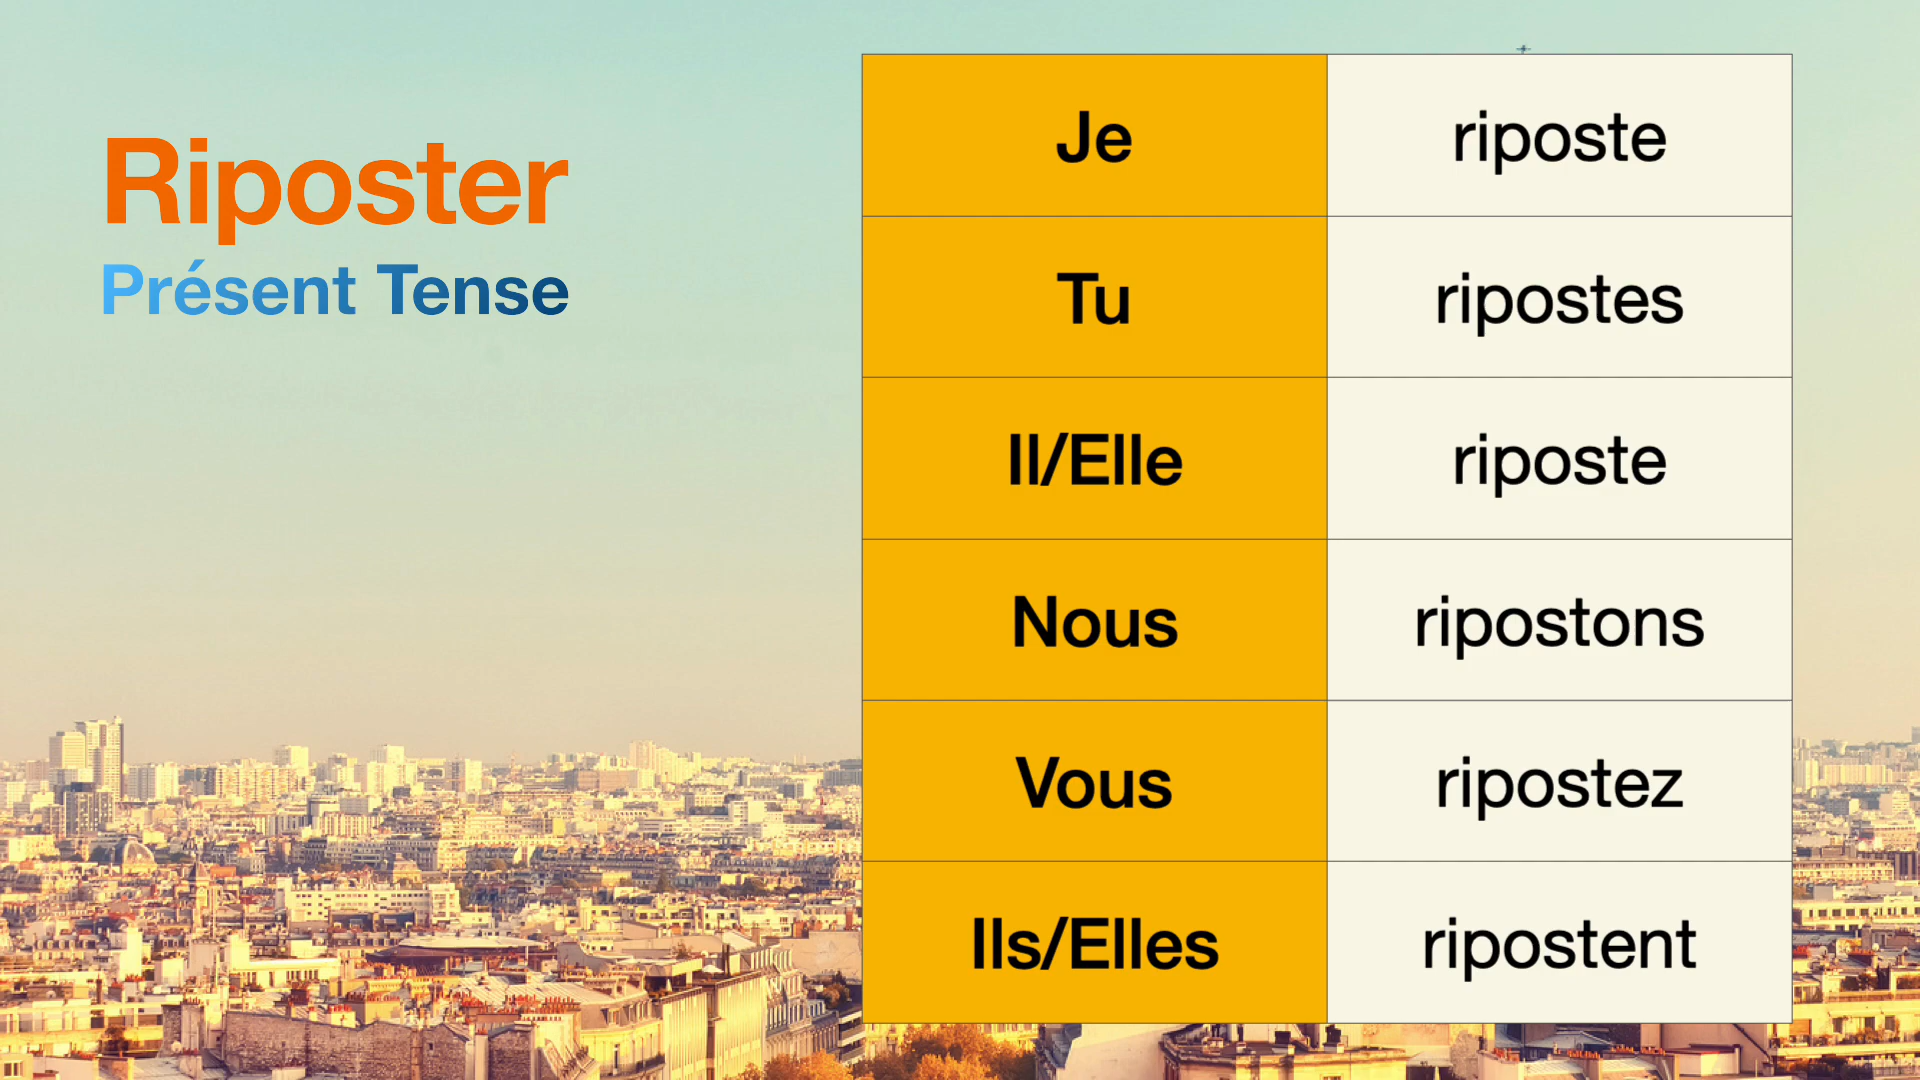 Riposter
Présent Tense
Je riposte
Tu ripostes
Il/Elle riposte
Nous ripostons
Vous ripostez
Ils/Elles ripostent